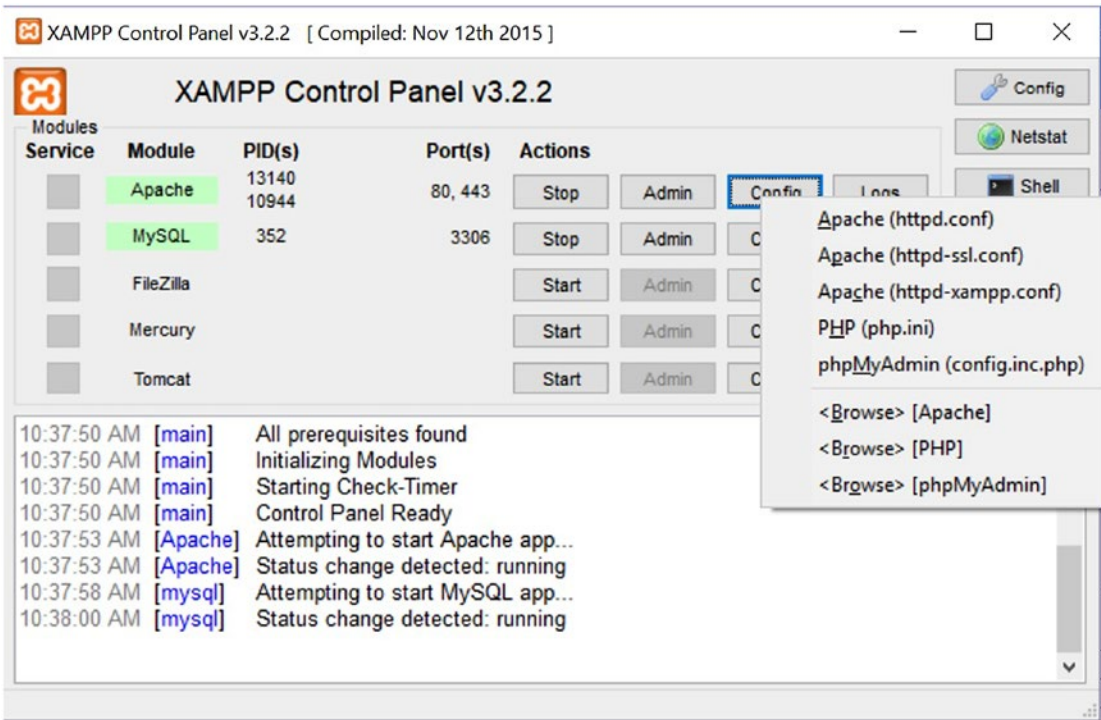 XAMPP Control Panel v3.2.2 [ Compiled: Nov 12th 2015 ]
XAMPP Control Panel v3.2.2
Config
Modules
Netstat
Service Module PID(s) Port(s) Actions
Shell
Apache 13140 10944 80, 443 Stop Admin Config Logs
MySQL 352 3306 Stop Admin
FileZilla Start Admin
Mercury Start Admin
Tomcat Start Admin
Apache (httpd.conf)
Apache (httpd-ssl.conf)
Apache (httpd-xampp.conf)
PHP (php.ini)
phpMyAdmin (config.inc.php)
<Browse> [Apache]
<Browse> [PHP]
<Browse> [phpMyAdmin]
10:37:50 AM [main] All prerequisites found
10:37:50 AM [main] Initializing Modules
10:37:50 AM [main] Starting Check-Timer
10:37:50 AM [main] Control Panel Ready
10:37:53 AM [Apache] Attempting to start Apache app...
10:37:53 AM [Apache] Status change detected: running
10:37:58 AM [mysql] Attempting to start MySQL app...
10:38:00 AM [mysql] Status change detected: running